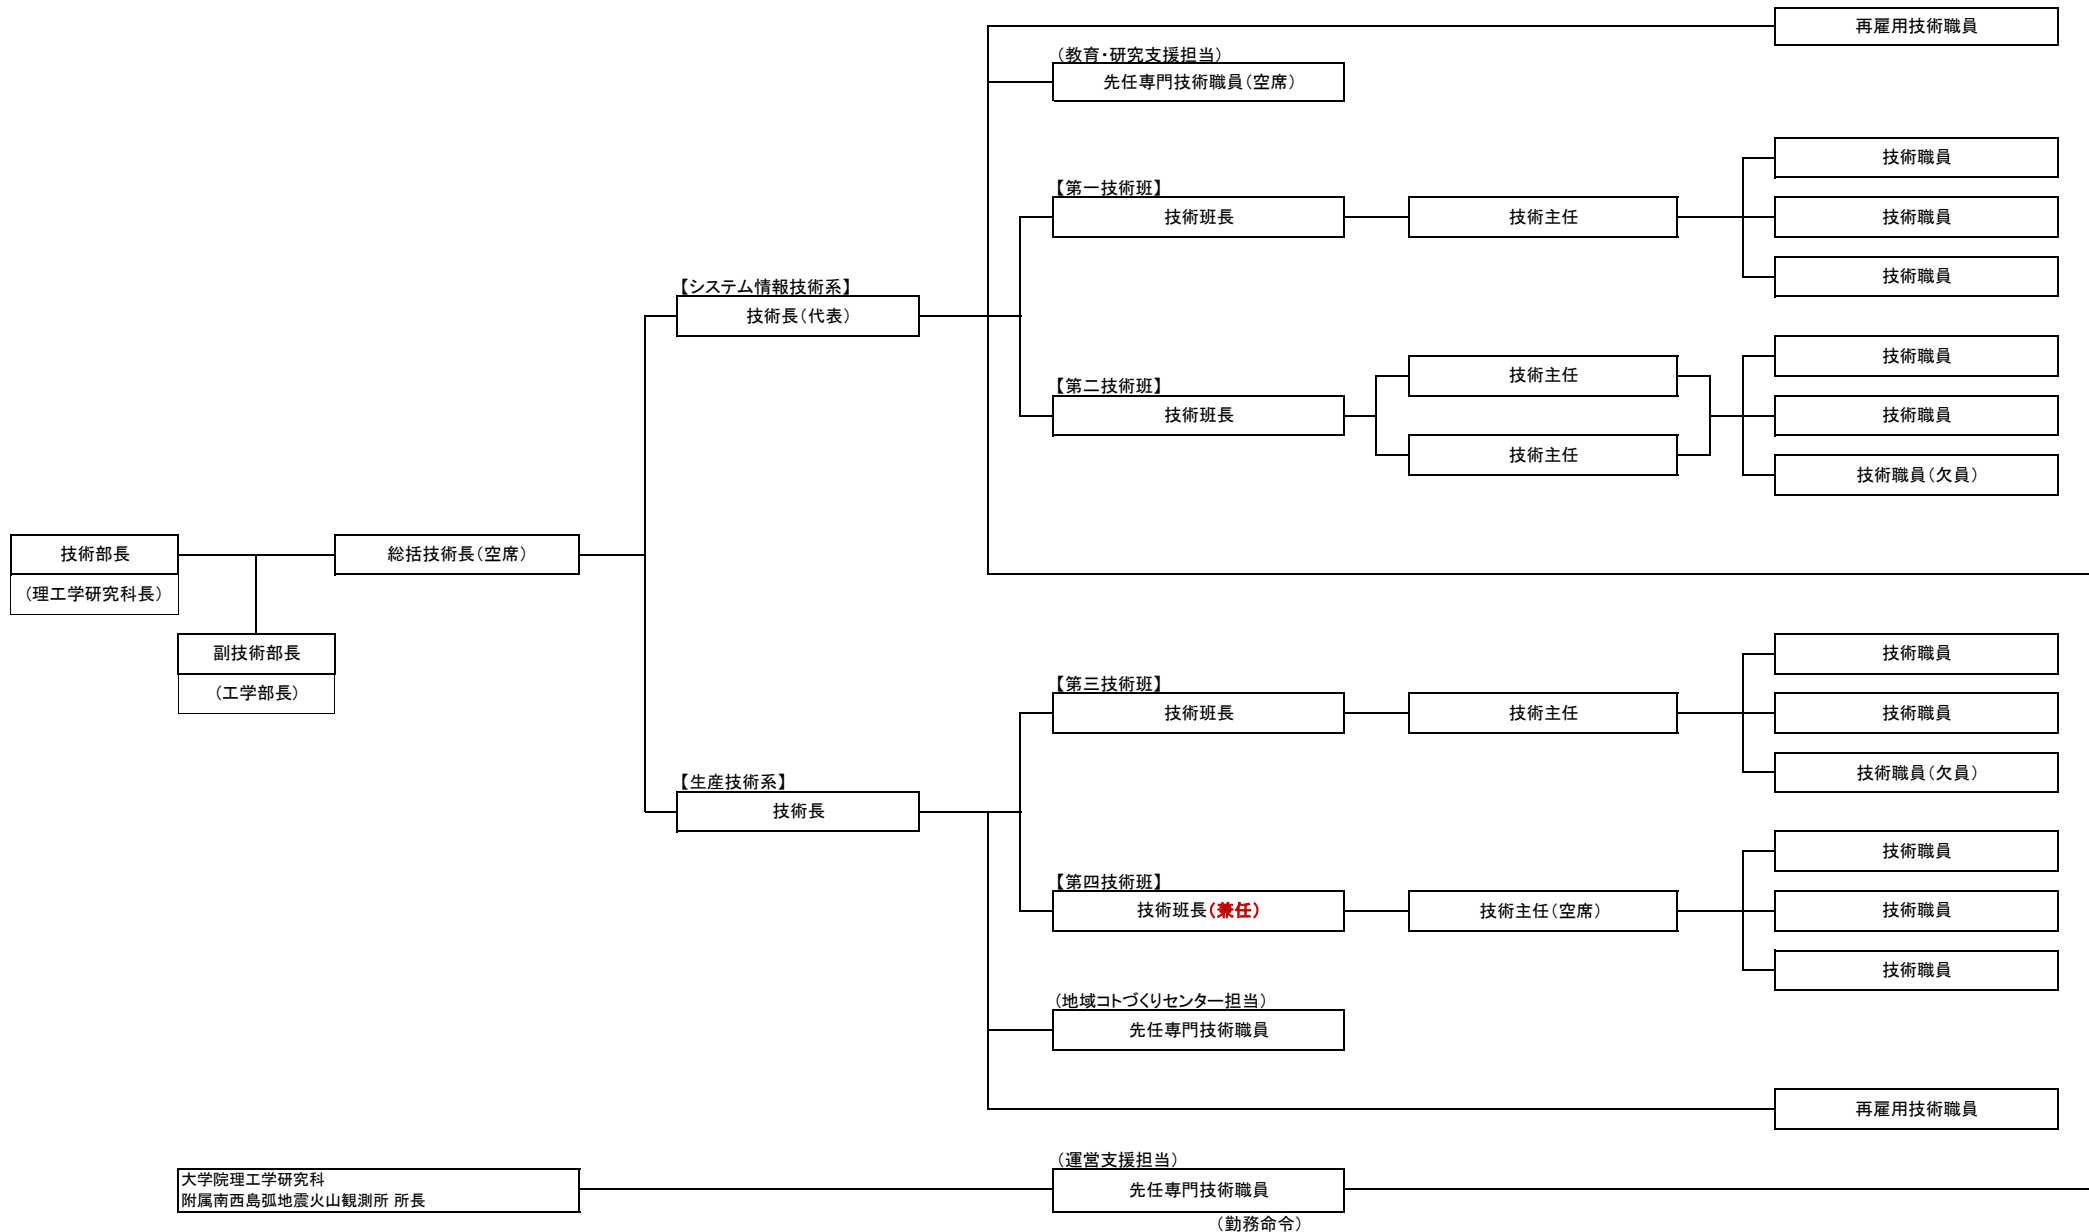 再雇用技術職員
(教育・研究支援担当)
先任専門技術職員(空席)
技術職員
【第一技術班】
技術班長
技術主任
技術職員
技術職員
【システム情報技術系】
技術長(代表)
技術職員
技術主任
【第二技術班】
技術班長
技術職員
技術主任
技術職員(欠員)
技術部長
総括技術長(空席)
(理工学研究科長)
副技術部長
(工学部長)
技術職員
【第三技術班】
技術班長
技術主任
技術職員
技術職員(欠員)
【生産技術系】
技術長
技術職員
【第四技術班】
技術班長(兼任)
技術主任(空席)
技術職員
技術職員
(地域コトづくりセンター担当)
先任専門技術職員
再雇用技術職員
(運営支援担当)
大学院理工学研究科
附属南西島弧地震火山観測所 所長
先任専門技術職員
(勤務命令)